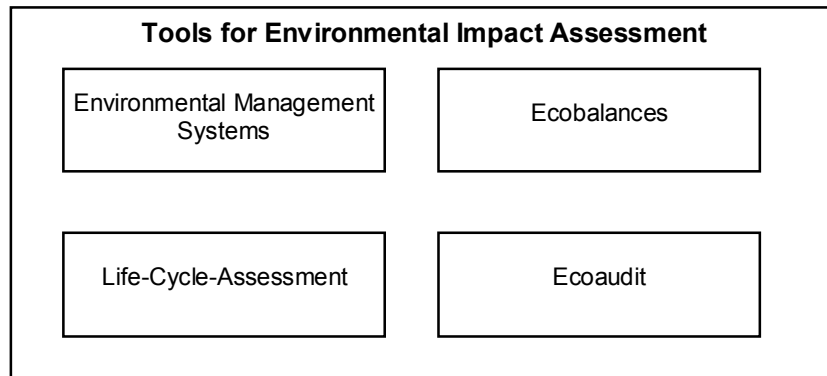 Tools for Environmental Impact Assessment
Environmental Management
Systems
Ecobalances
Life-Cycle-Assessment
Ecoaudit